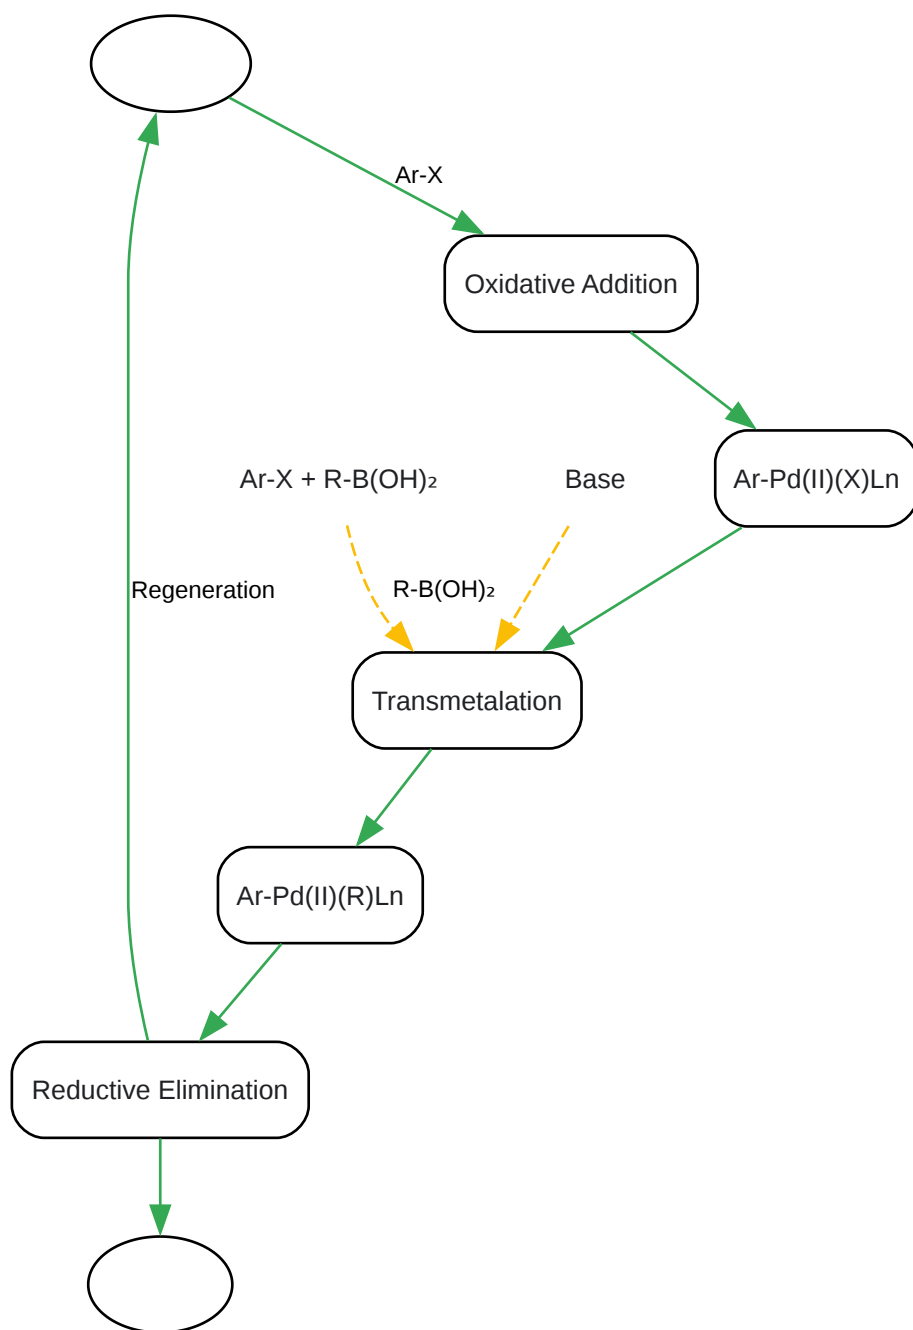 Ar-X
Oxidative Addition
Ar-X + R-B(OH)₂
Base
Ar-Pd(II)(X)Ln
Regeneration
R-B(OH)₂
Transmetalation
Ar-Pd(II)(R)Ln
Reductive Elimination